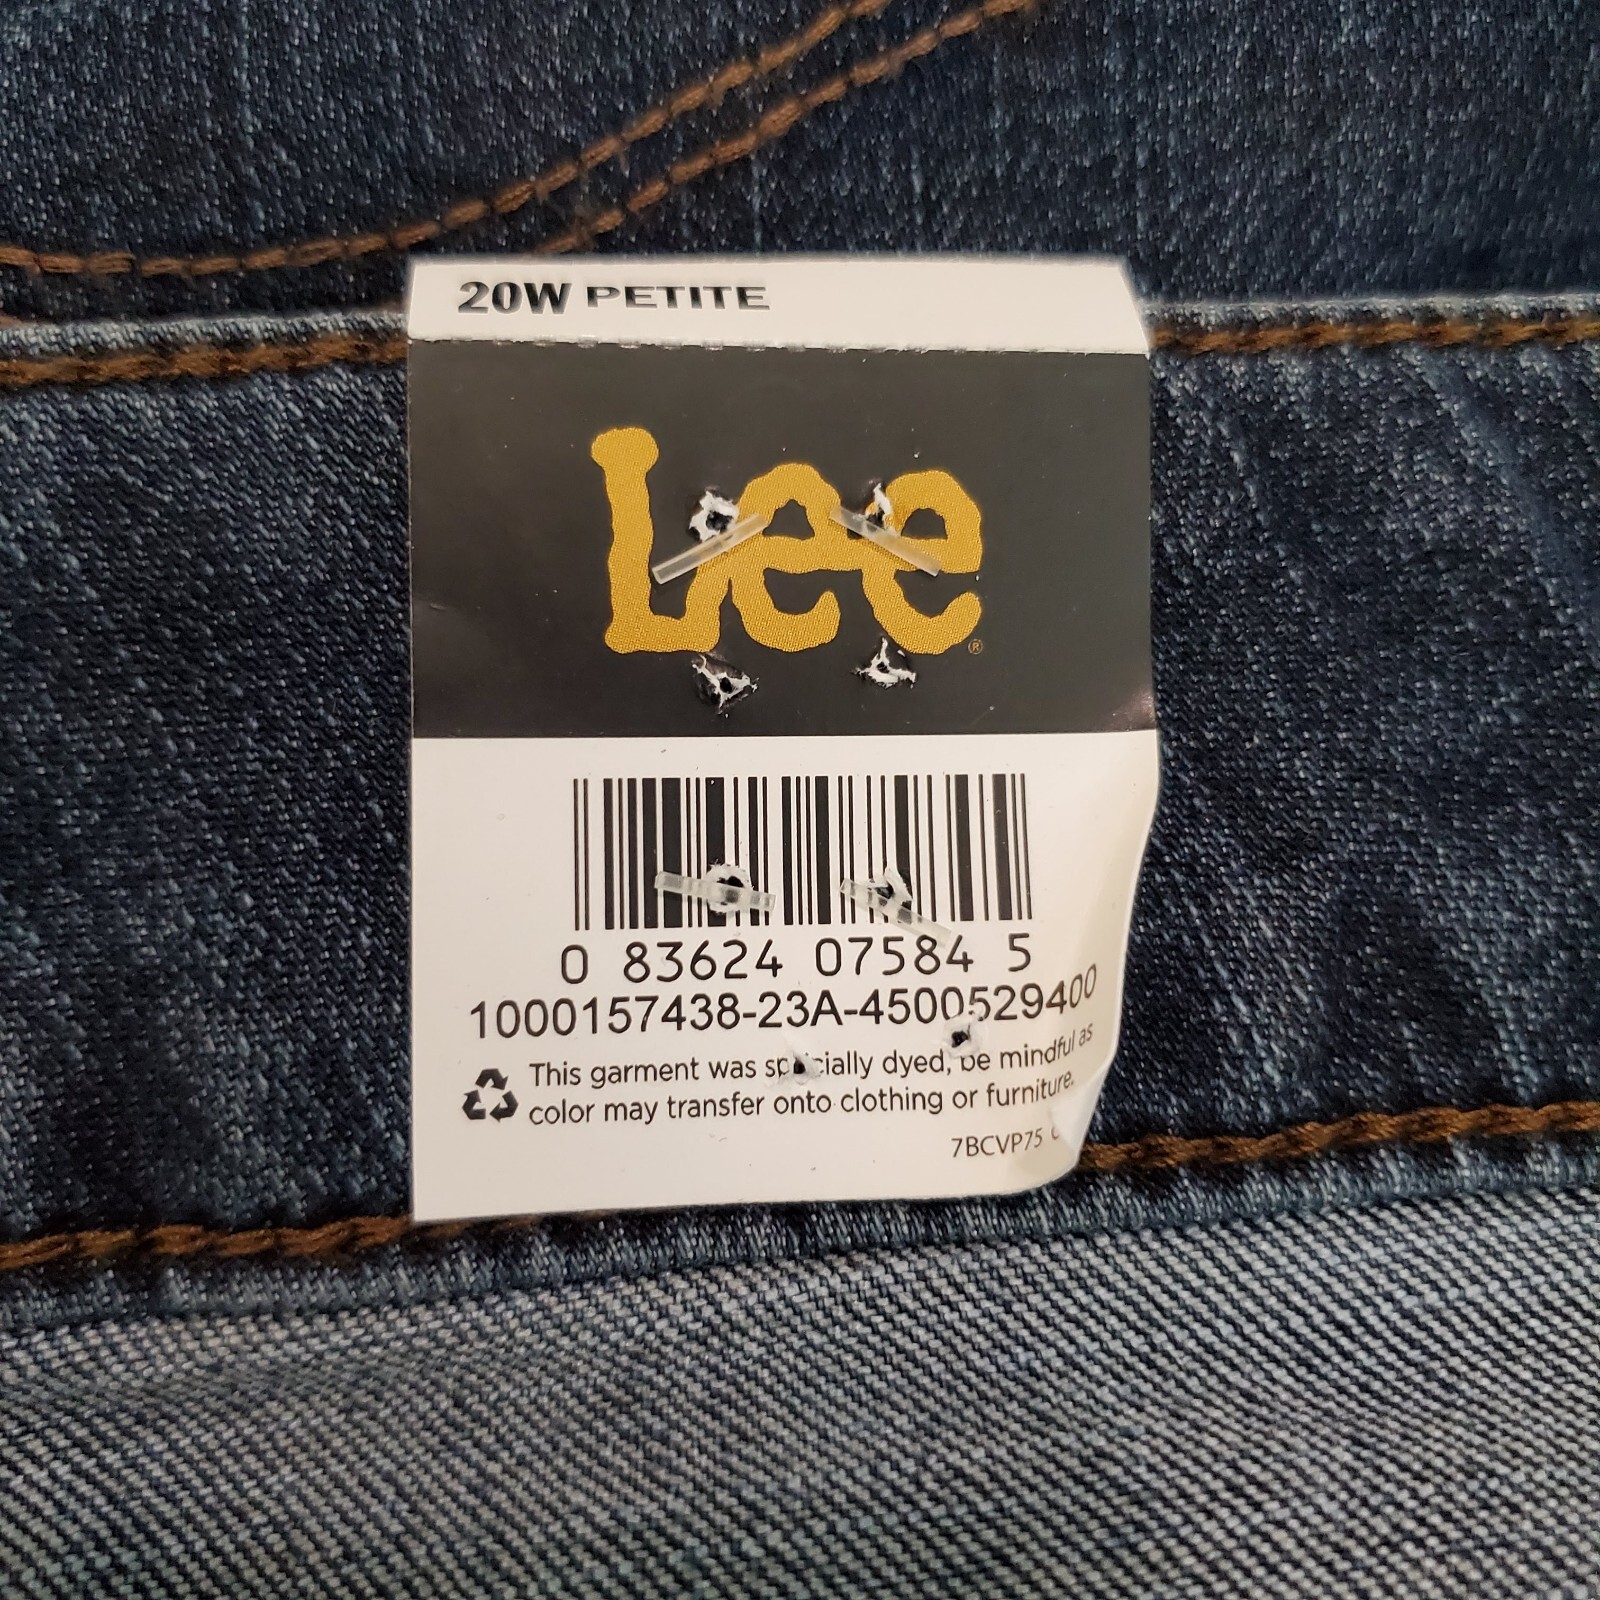 20W PETITE
Lee®
0 83624 07584 5
1000157438-23A-4500529400
This garment was specially dyed, be mindful as
color may transfer onto clothing or furniture.
7BCVP75